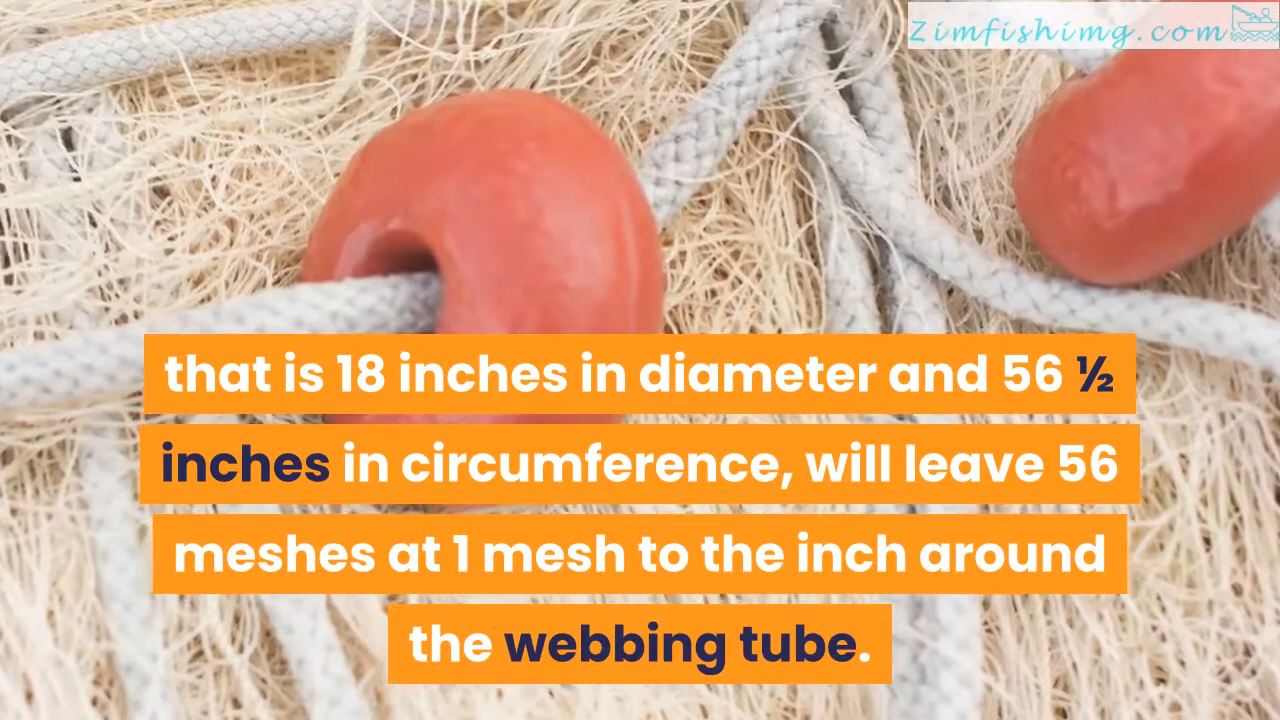 Zimfishimg.com
that is 18 inches in diameter and 56 ½
inches in circumference, will leave 56
meshes at 1 mesh to the inch around
the webbing tube.